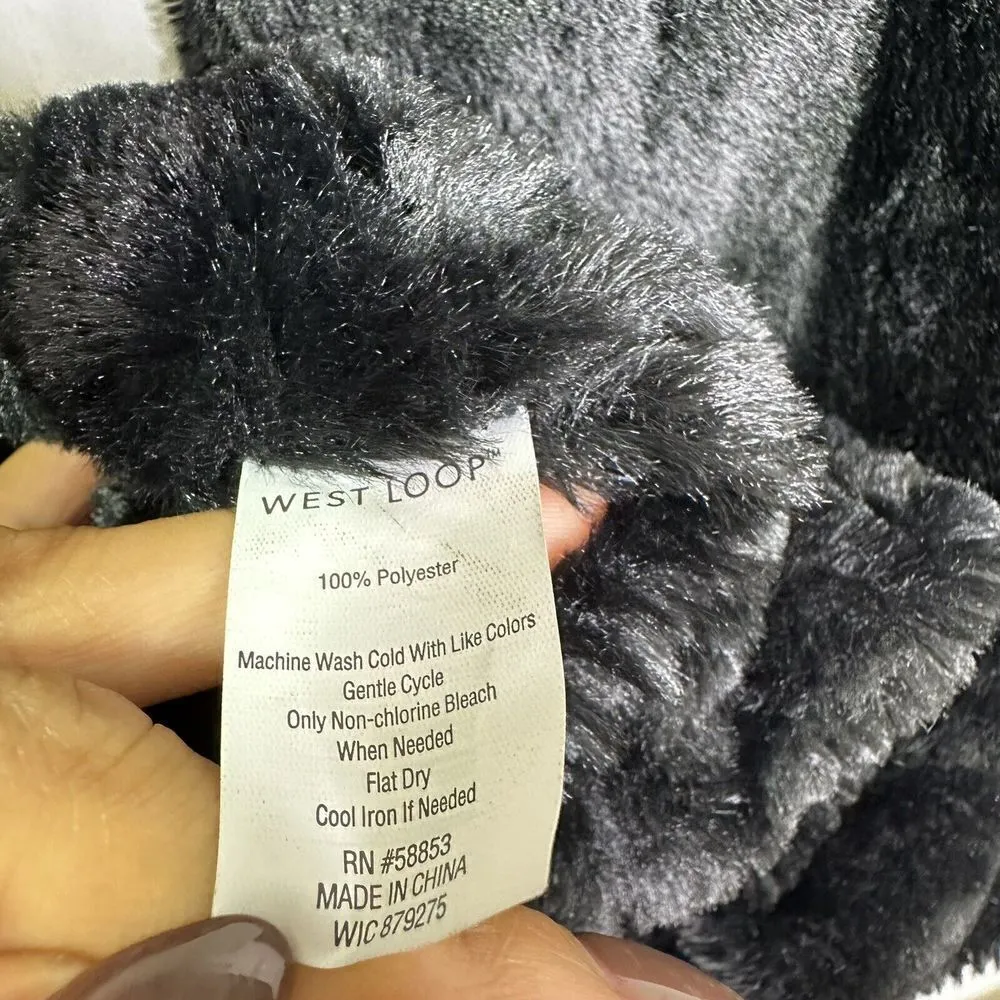 WEST LOOP™
100% Polyester
Machine Wash Cold With Like Colors
Gentle Cycle
Only Non-chlorine Bleach
When Needed
Flat Dry
Cool Iron If Needed
RN #58853
MADE IN CHINA
WIC 879275